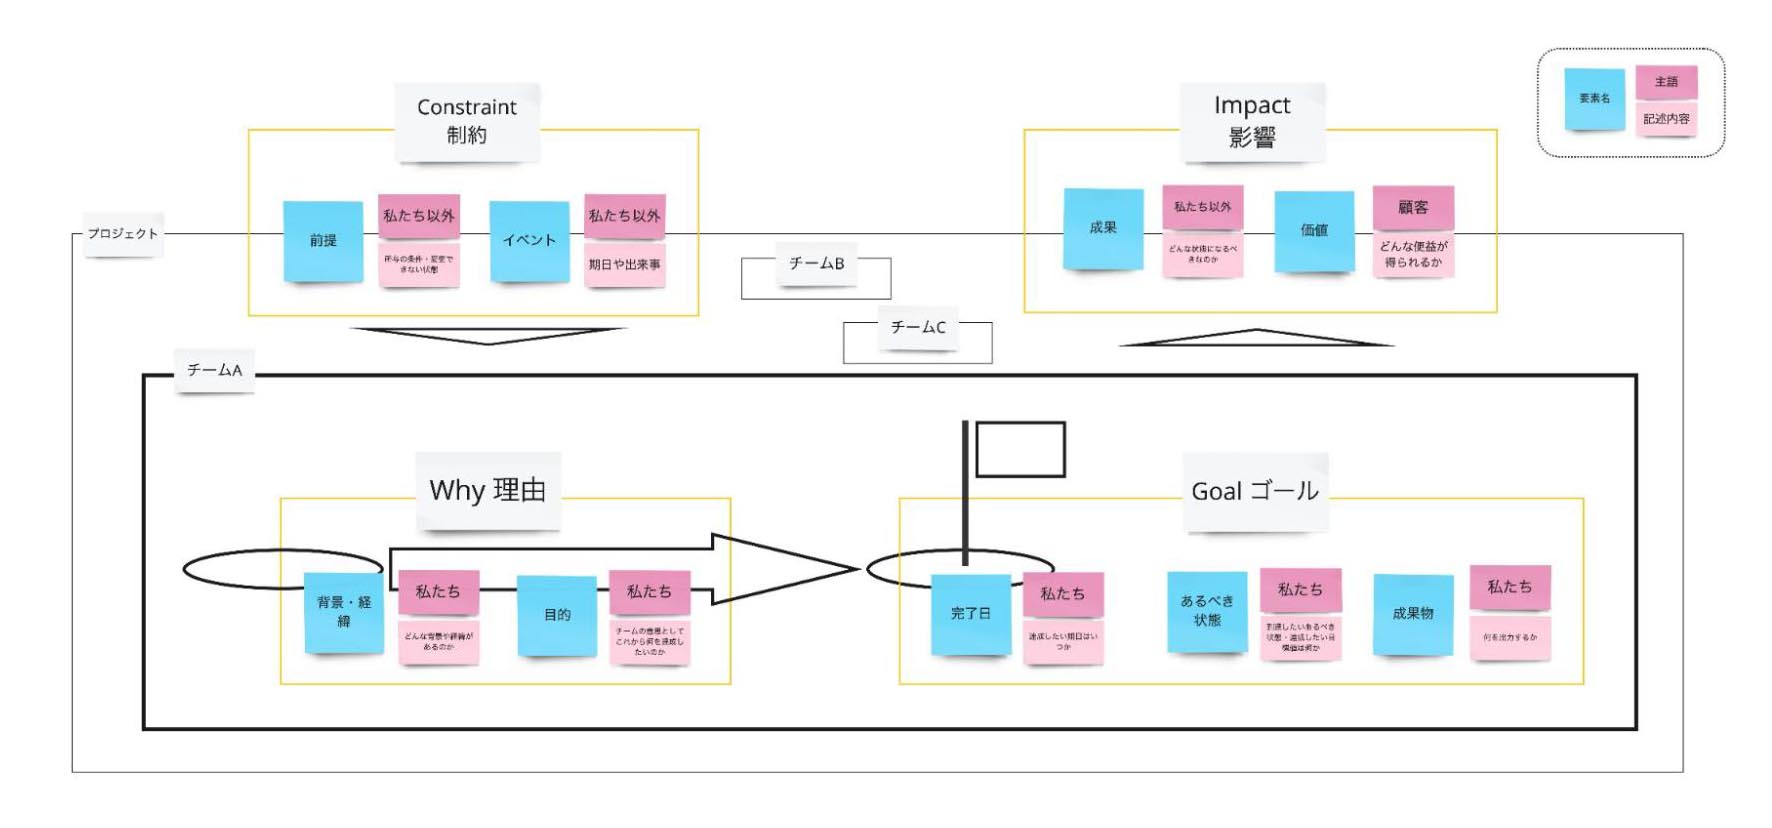 Constraint
制約
Impact
影響
要素名
主語
記述内容
プロジェクト
前提
私たち以外
所与の条件・変更で
きない状態
イベント
私たち以外
期日や出来事
チームB
チームC
成果
私たち以外
どんな状態になるべ
きなのか
価値
顧客
どんな便益が
得られるか
チームA
Why 理由
背景・経
緯
私たち
どんな背景や経緯が
あるのか
目的
私たち
チームの意思として
これから何を達成し
たいのか
Goal ゴール
完了日
私たち
達成したい期日はい
つか
あるべき
状態
私たち
到達したいあるべき
状態・達成したい目
標値は何か
成果物
私たち
何を出力するか